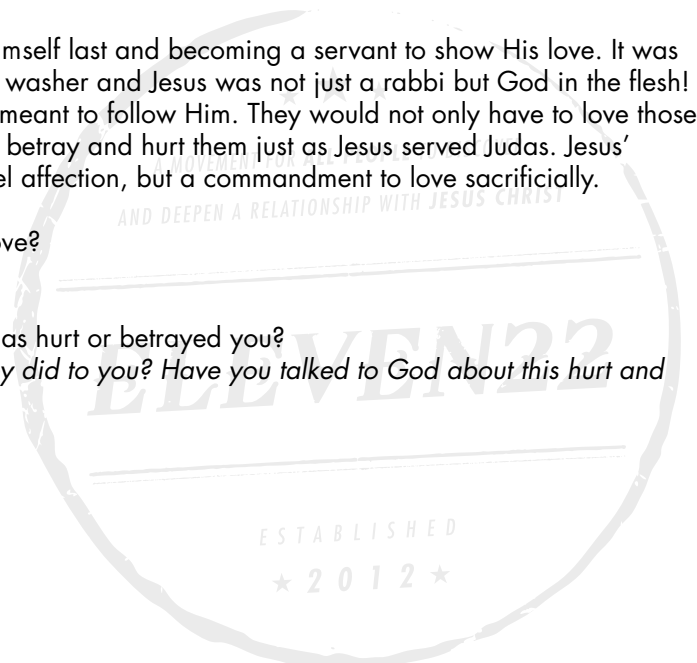 mself last and becoming a servant to show His love. It was
washer and Jesus was not just a rabbi but God in the flesh!
meant to follow Him. They would not only have to love those
betray and hurt them just as Jesus served Judas. Jesus’
el affection, but a commandment to love sacrificially.
A MOVEMENT FOR ALL PEOPLE
AND DEEPEN A RELATIONSHIP WITH JESUS CHRIST
ove?
as hurt or betrayed you?
y did to you? Have you talked to God about this hurt and
ELEVEN22
ESTABLISHED
★ 2012 ★